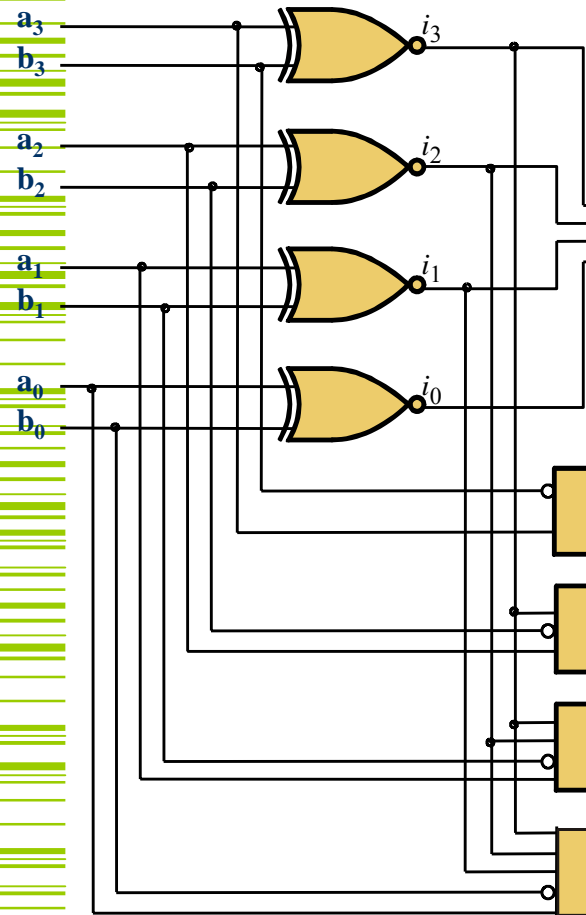 a₃ i₃
b₃
a₂ i₂
b₂
a₁ i₁
b₁
a₀ i₀
b₀